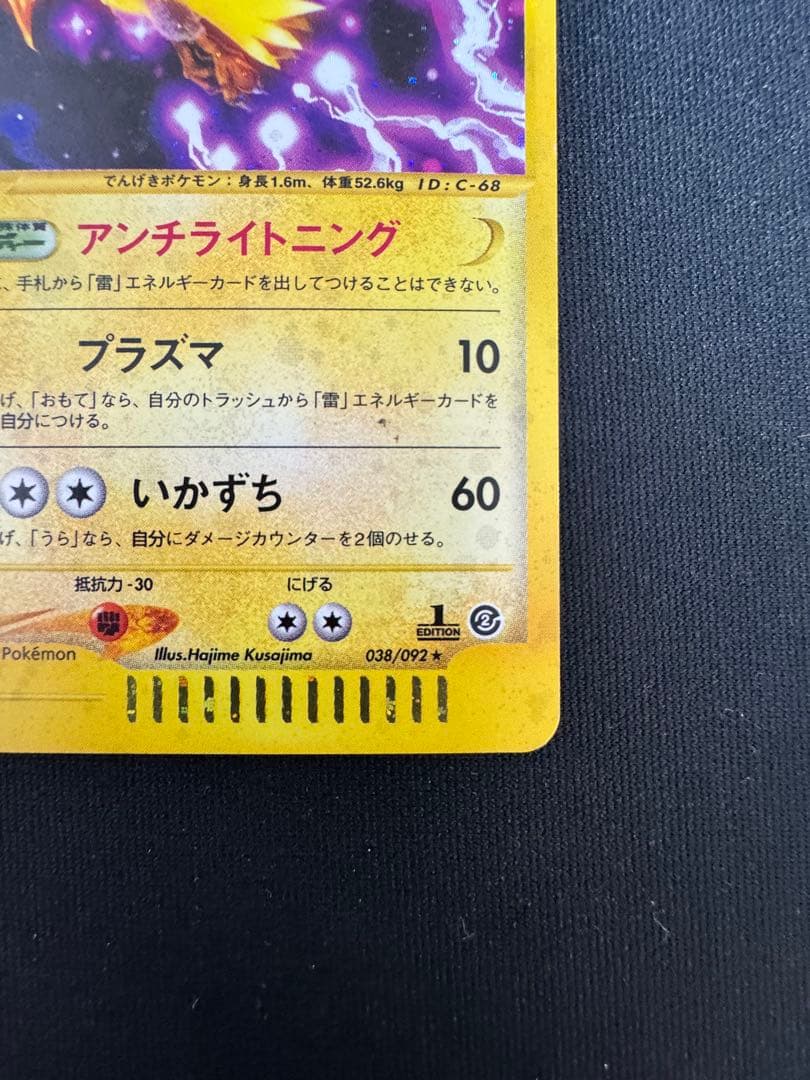 でんげきポケモン：身長1.6m、体重52.6kg ID:C-68
アンチライトニング
、手札から「雷」エネルギーカードを出してつけることはできない。
プラズマ 10
げ、「おもて」なら、自分のトラッシュから「雷」エネルギーカードを
自分につける。
いかずち 60
げ、「うら」なら、自分にダメージカウンターを2個のせる。
抵抗力-30 にげる
1 EDITION 2
Pokémon Illus.Hajime Kusajima 038/092★